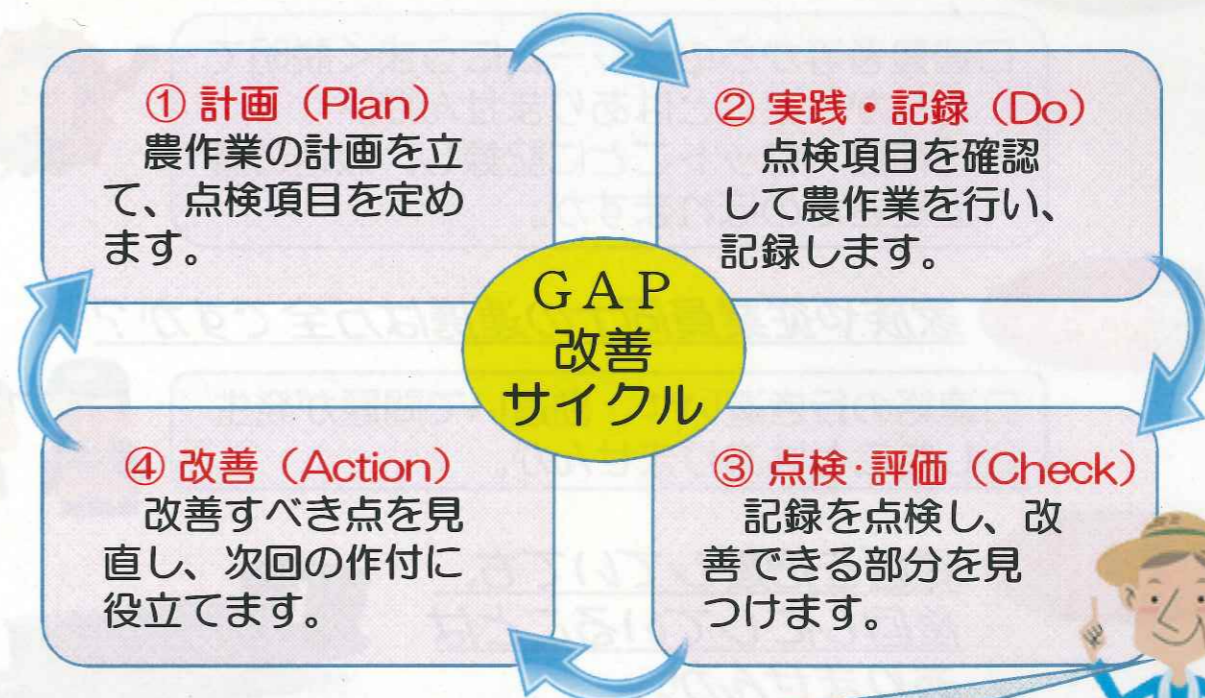 ① 計画（Plan）
農作業の計画を立
て、点検項目を定め
ます。
② 実践・記録（Do）
点検項目を確認
して農作業を行い、
記録します。
GAP
改善
サイクル
④ 改善（Action）
改善すべき点を見
直し、次回の作付に
役立てます。
③ 点検･評価（Check）
記録を点検し、改
善できる部分を見
つけます。